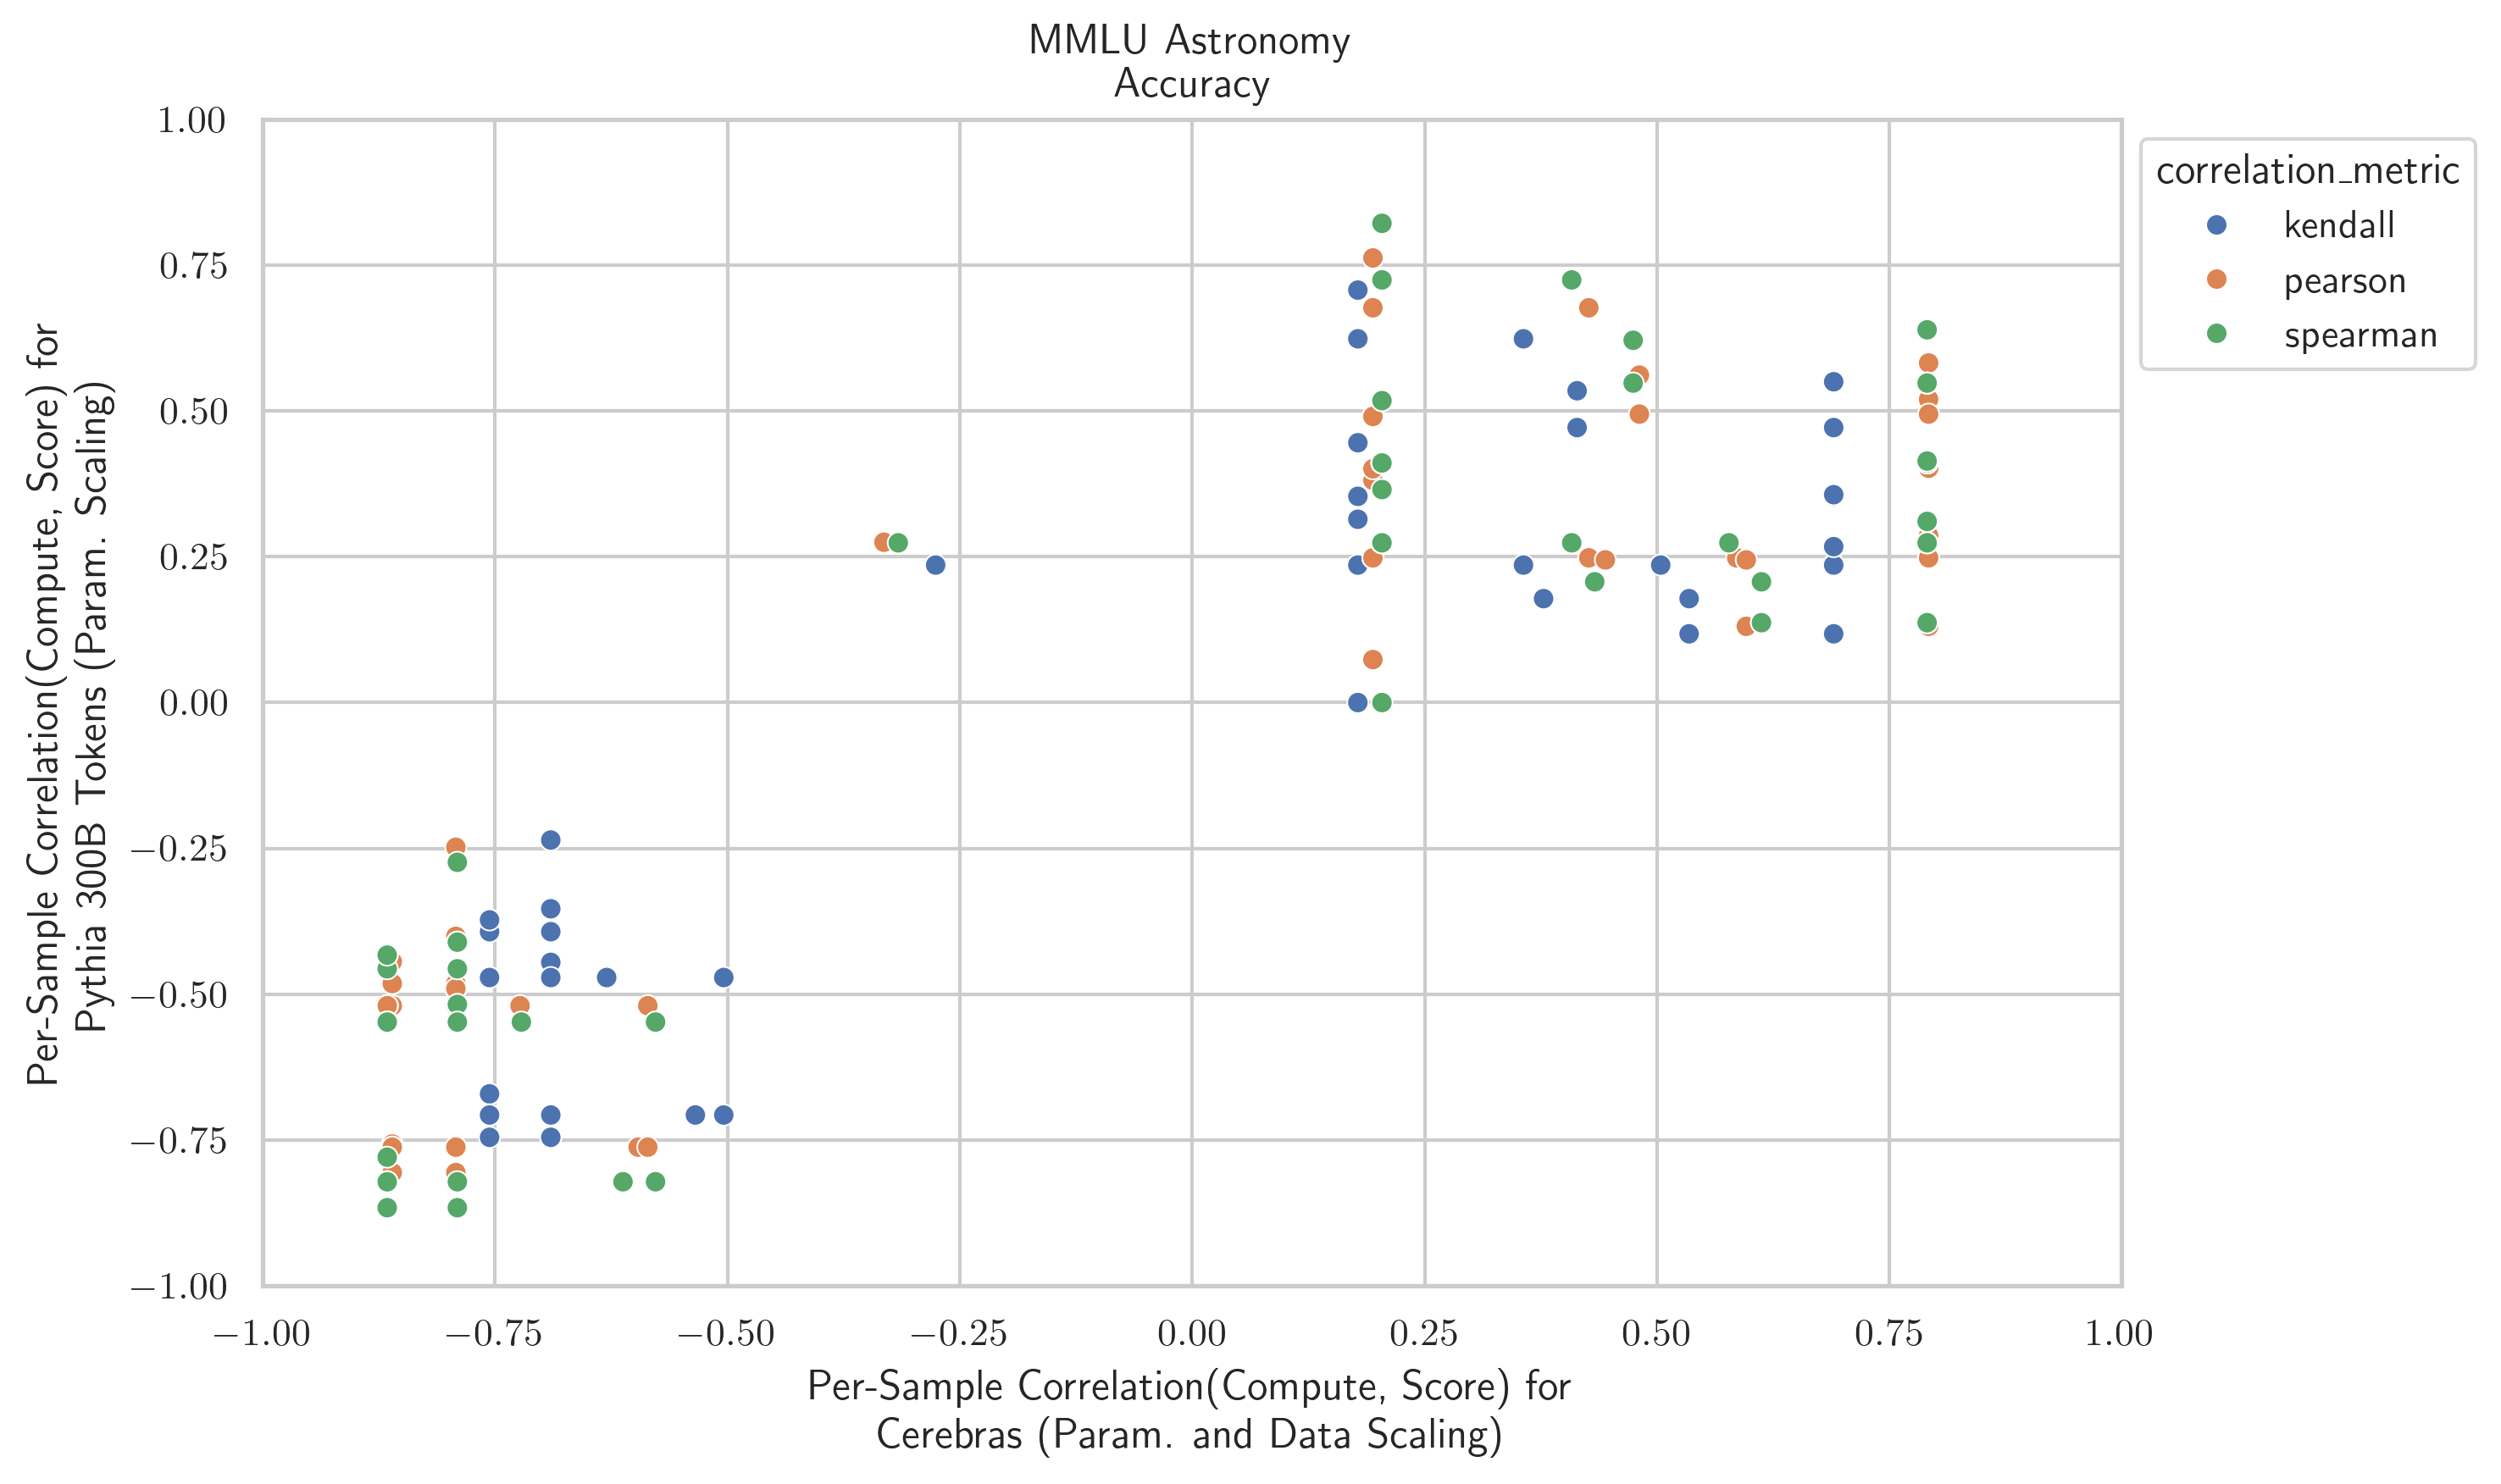 MMLU Astronomy
Accuracy
Per-Sample Correlation(Compute, Score) for
Pythia 300B Tokens (Param. Scaling)
1.00
0.75
0.50
0.25
0.00
−0.25
−0.50
−0.75
−1.00
−1.00 −0.75 −0.50 −0.25 0.00 0.25 0.50 0.75 1.00
Per-Sample Correlation(Compute, Score) for
Cerebras (Param. and Data Scaling)
correlation_metric
kendall
pearson
spearman